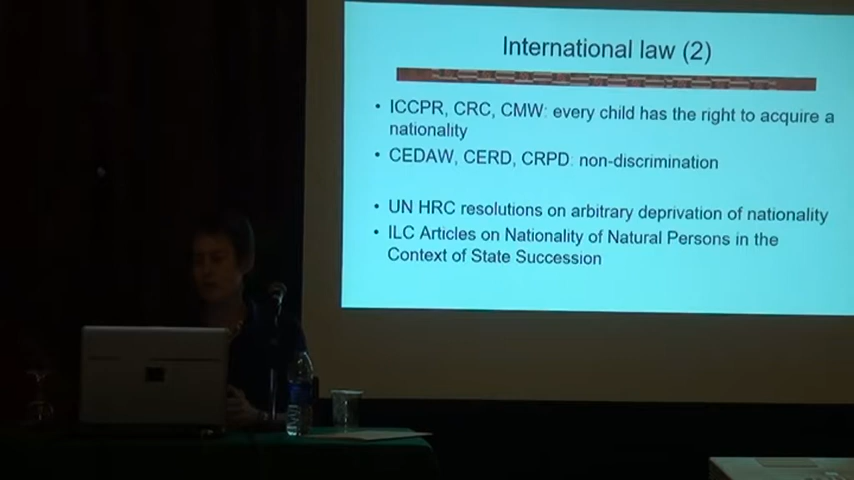 International law (2)
• ICCPR, CRC, CMW: every child has the right to acquire a
nationality
• CEDAW, CERD, CRPD: non-discrimination
• UN HRC resolutions on arbitrary deprivation of nationality
• ILC Articles on Nationality of Natural Persons in the
Context of State Succession